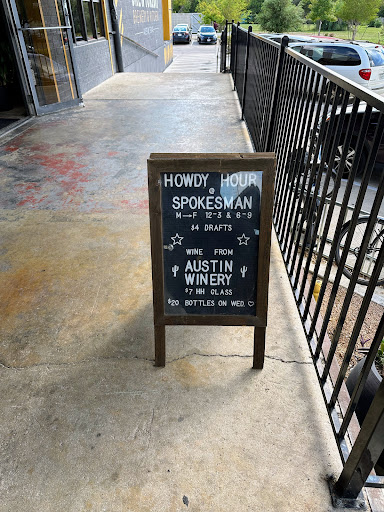 HOWDY HOUR
@
SPOKESMAN
M→F 12-3 & 6-9
$4 DRAFTS
WINE FROM
AUSTIN
WINERY
$7 HH GLASS
$20 BOTTLES ON WED. ♡